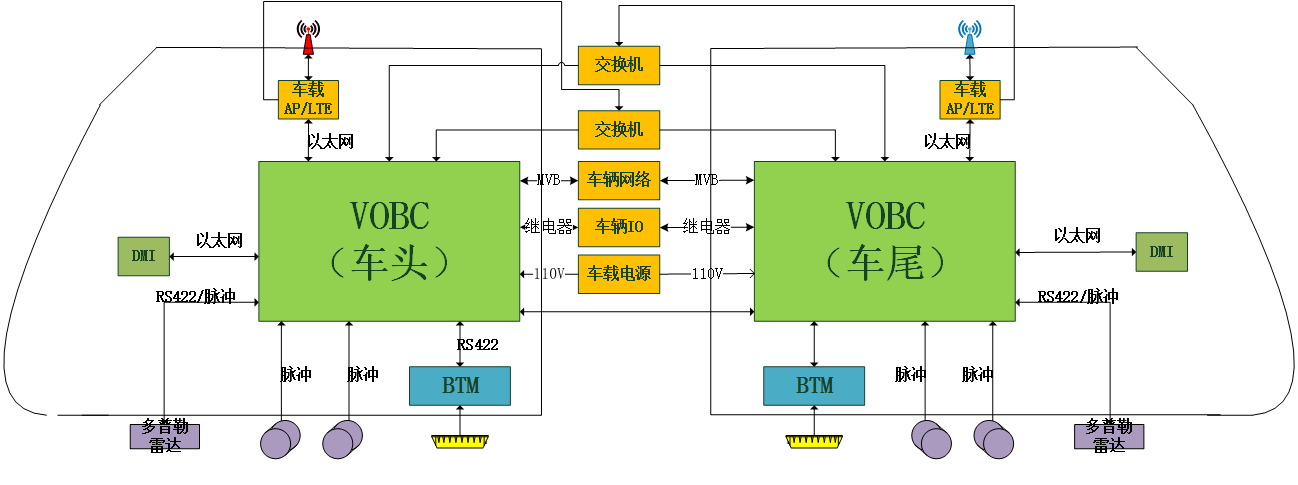 交换机
车载
AP/LTE
车载
AP/LTE
交换机
以太网
以太网
MVB
车辆网络
MVB
VOBC
（车头）
继电器
车辆IO
继电器
VOBC
（车尾）
DMI
以太网
110V
车载电源
110V
以太网
DMI
RS422/脉冲
RS422/脉冲
RS422
脉冲
脉冲
BTM
BTM
脉冲
脉冲
多普勒
雷达
多普勒
雷达